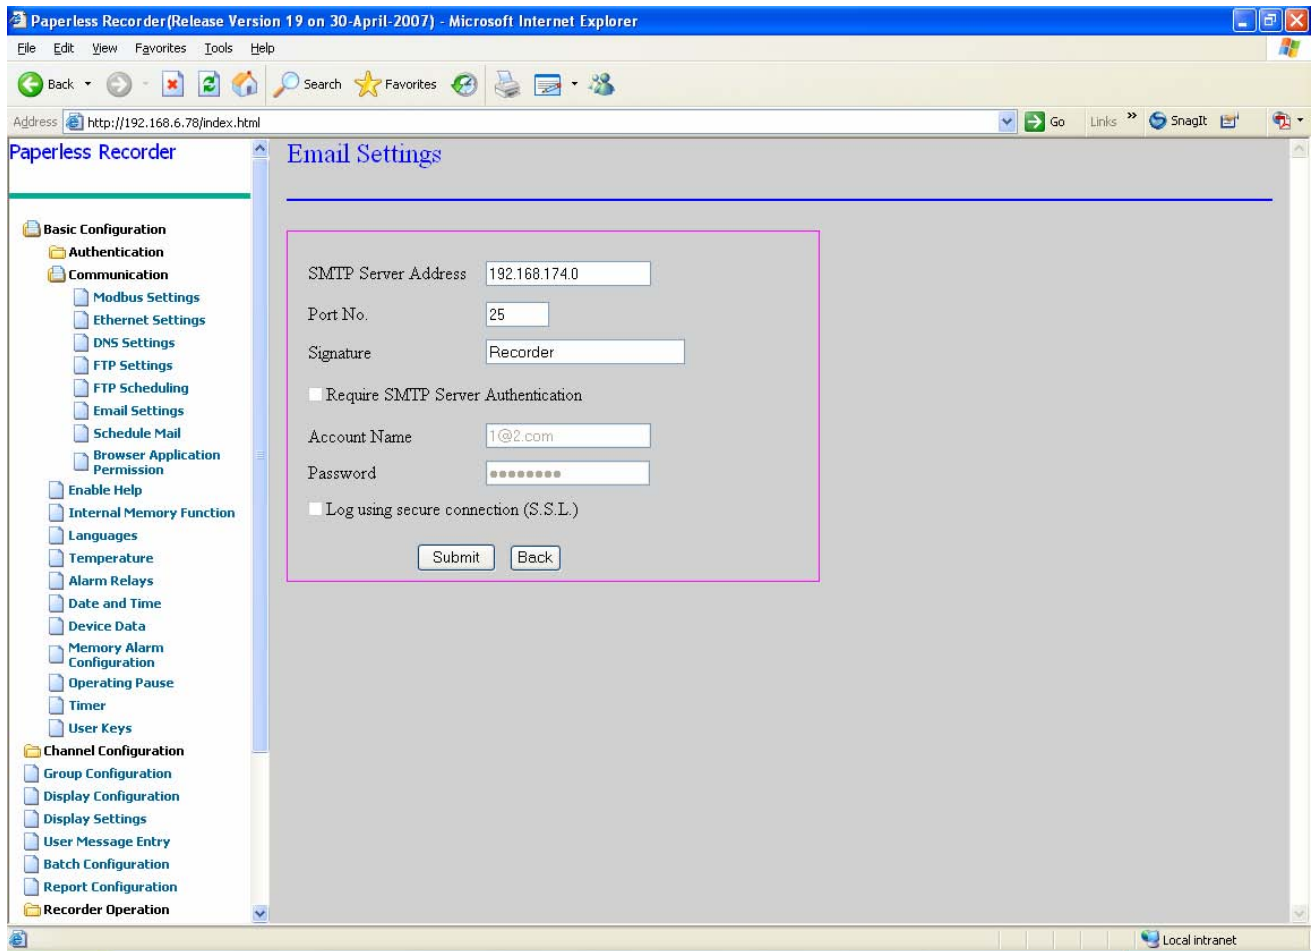 Paperless Recorder(Release Version 19 on 30-April-2007) - Microsoft Internet Explorer
File Edit View Favorites Tools Help
Back Search Favorites
Address http://192.168.6.78/index.html Go Links » SnagIt
Paperless Recorder
Basic Configuration
Authentication
Communication
Modbus Settings
Ethernet Settings
DNS Settings
FTP Settings
FTP Scheduling
Email Settings
Schedule Mail
Browser Application
Permission
Enable Help
Internal Memory Function
Languages
Temperature
Alarm Relays
Date and Time
Device Data
Memory Alarm
Configuration
Operating Pause
Timer
User Keys
Channel Configuration
Group Configuration
Display Configuration
Display Settings
User Message Entry
Batch Configuration
Report Configuration
Recorder Operation
Email Settings
SMTP Server Address 192.168.174.0
Port No. 25
Signature Recorder
Require SMTP Server Authentication
Account Name 1@2.com
Password ●●●●●●●●
Log using secure connection (S.S.L.)
Submit Back
Local intranet